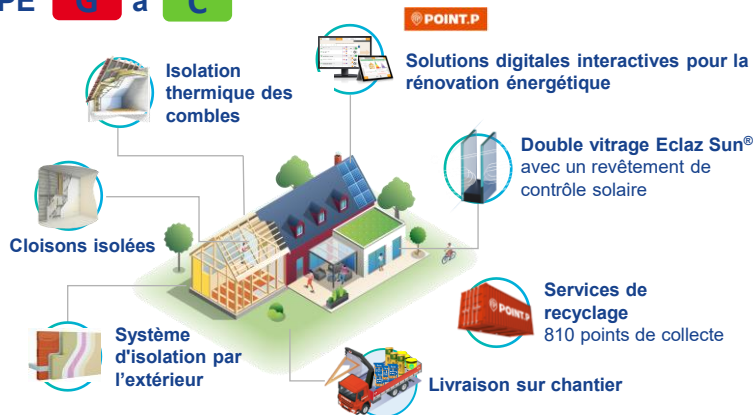 PE G à C
POINT.P
Solutions digitales interactives pour la
rénovation énergétique
Isolation
thermique des
combles
Double vitrage Eclaz Sun®
avec un revêtement de
contrôle solaire
Cloisons isolées
Services de
recyclage
810 points de collecte
POINT.P
Système
d'isolation par
l'extérieur
Livraison sur chantier